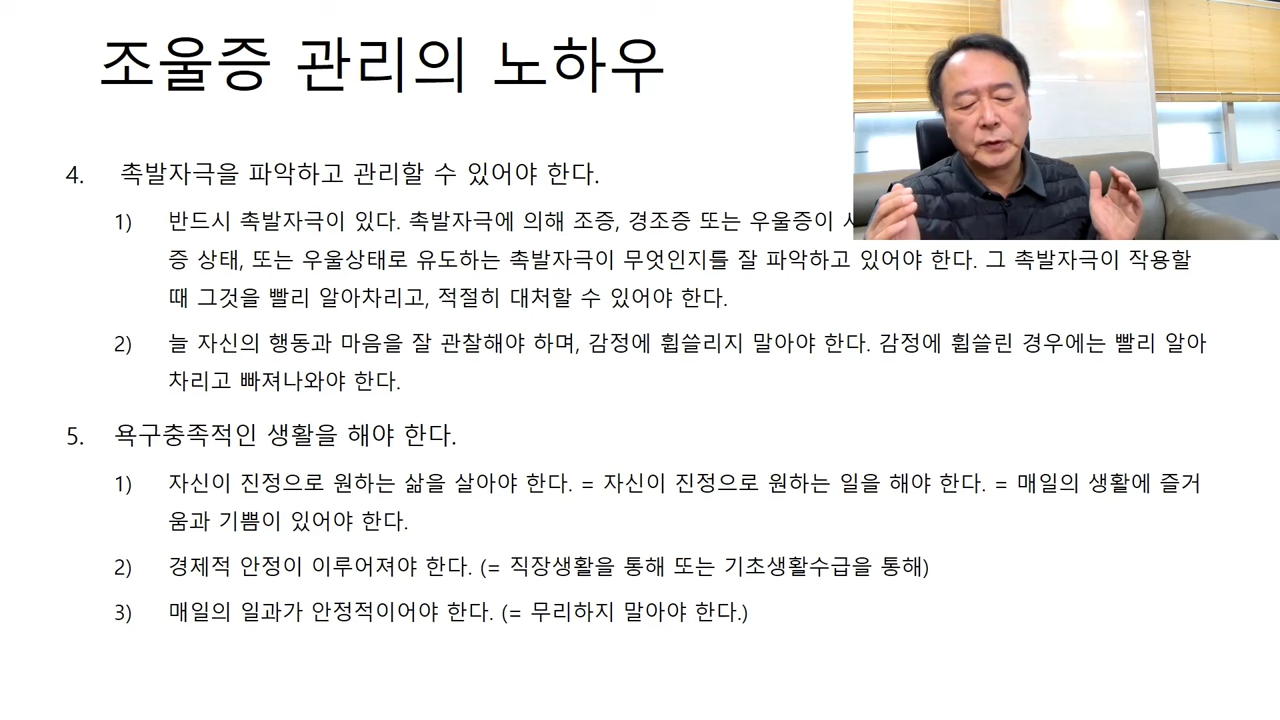 조울증 관리의 노하우
4. 촉발자극을 파악하고 관리할 수 있어야 한다.
1) 반드시 촉발자극이 있다. 촉발자극에 의해 조증, 경조증 또는 우울증이
증 상태, 또는 우울상태로 유도하는 촉발자극이 무엇인지를 잘 파악하고 있어야 한다. 그 촉발자극이 작용할
때 그것을 빨리 알아차리고, 적절히 대처할 수 있어야 한다.
2) 늘 자신의 행동과 마음을 잘 관찰해야 하며, 감정에 휩쓸리지 말아야 한다. 감정에 휩쓸린 경우에는 빨리 알아
차리고 빠져나와야 한다.
5. 욕구충족적인 생활을 해야 한다.
1) 자신이 진정으로 원하는 삶을 살아야 한다. = 자신이 진정으로 원하는 일을 해야 한다. = 매일의 생활에 즐거
움과 기쁨이 있어야 한다.
2) 경제적 안정이 이루어져야 한다. (= 직장생활을 통해 또는 기초생활수급을 통해)
3) 매일의 일과가 안정적이어야 한다. (= 무리하지 말아야 한다.)